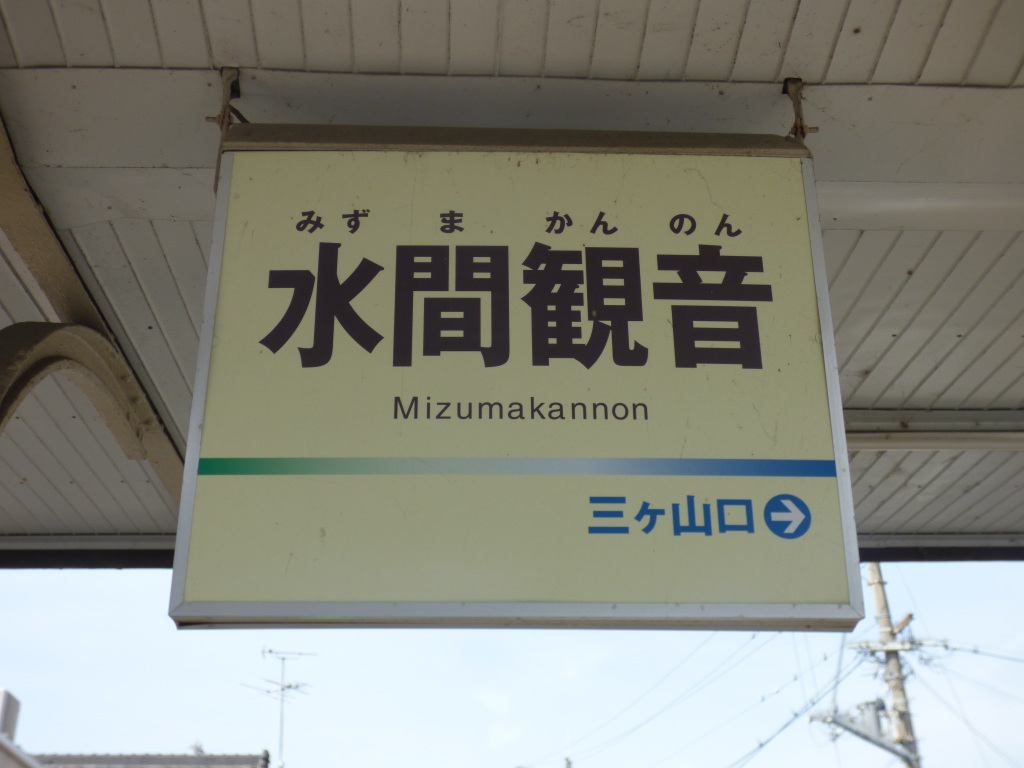 みず ま かん のん
水間観音
Mizumakannon
三ヶ山口